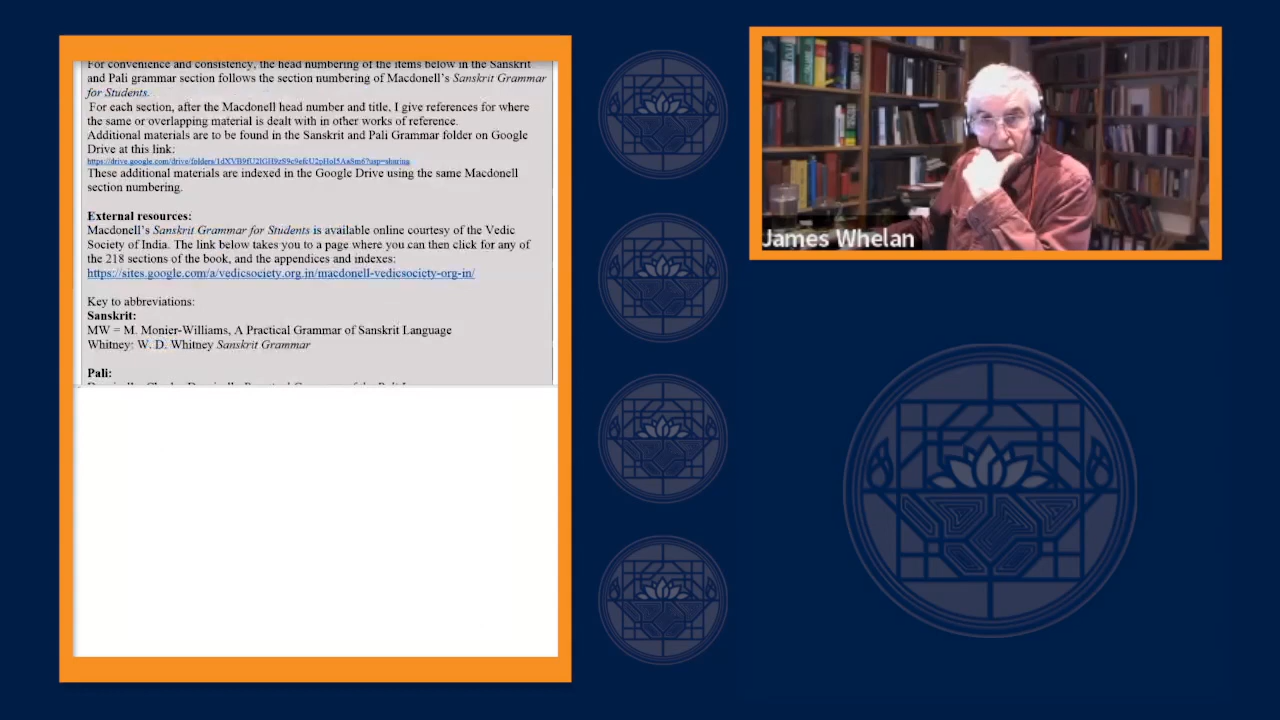 For convenience and consistency, the head numbering of the items below in the Sanskrit
and Pali grammar section follows the section numbering of Macdonell's Sanskrit Grammar
for Students.
For each section, after the Macdonell head number and title, I give references for where
the same or overlapping material is dealt with in other works of reference.
Additional materials are to be found in the Sanskrit and Pali Grammar folder on Google
Drive at this link:
These additional materials are indexed in the Google Drive using the same Macdonell
section numbering.
External resources:
Macdonell's Sanskrit Grammar for Students is available online courtesy of the Vedic
Society of India. The link below takes you to a page where you can then click for any of
the 218 sections of the book, and the appendices and indexes:
https://sites.google.com/a/vedicsociety.org.in/macdonell-vedicsociety-org-in/
Key to abbreviations:
Sanskrit:
MW = M. Monier-Williams, A Practical Grammar of Sanskrit Language
Whitney: W. D. Whitney Sanskrit Grammar
Pali:
James Whelan